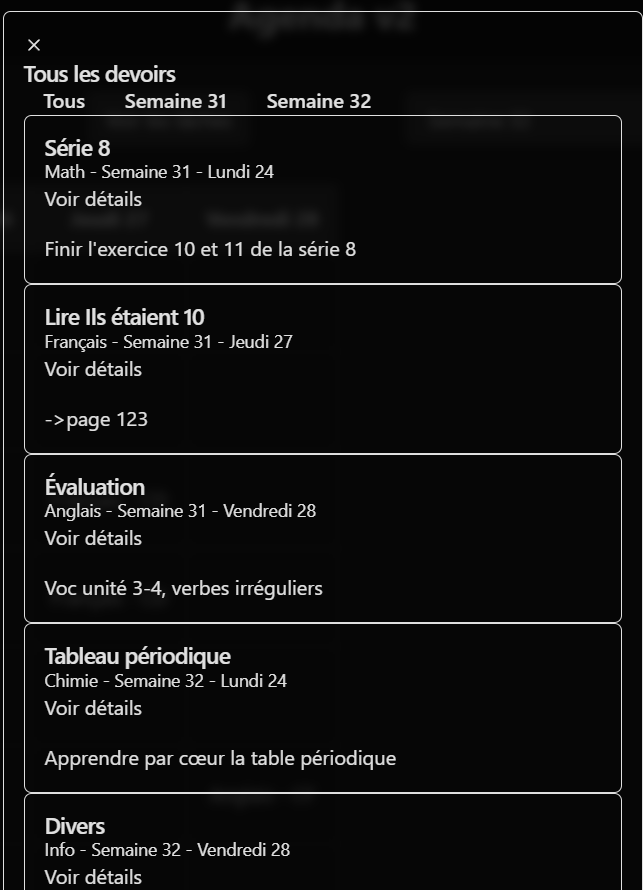 Agenda v2
×
Tous les devoirs
Tous Semaine 31 Semaine 32
Série 8
Math - Semaine 31 - Lundi 24
Voir détails
Finir l'exercice 10 et 11 de la série 8
Lire Ils étaient 10
Français - Semaine 31 - Jeudi 27
Voir détails
->page 123
Évaluation
Anglais - Semaine 31 - Vendredi 28
Voir détails
Voc unité 3-4, verbes irréguliers
Tableau périodique
Chimie - Semaine 32 - Lundi 24
Voir détails
Apprendre par cœur la table périodique
Divers
Info - Semaine 32 - Vendredi 28
Voir détails